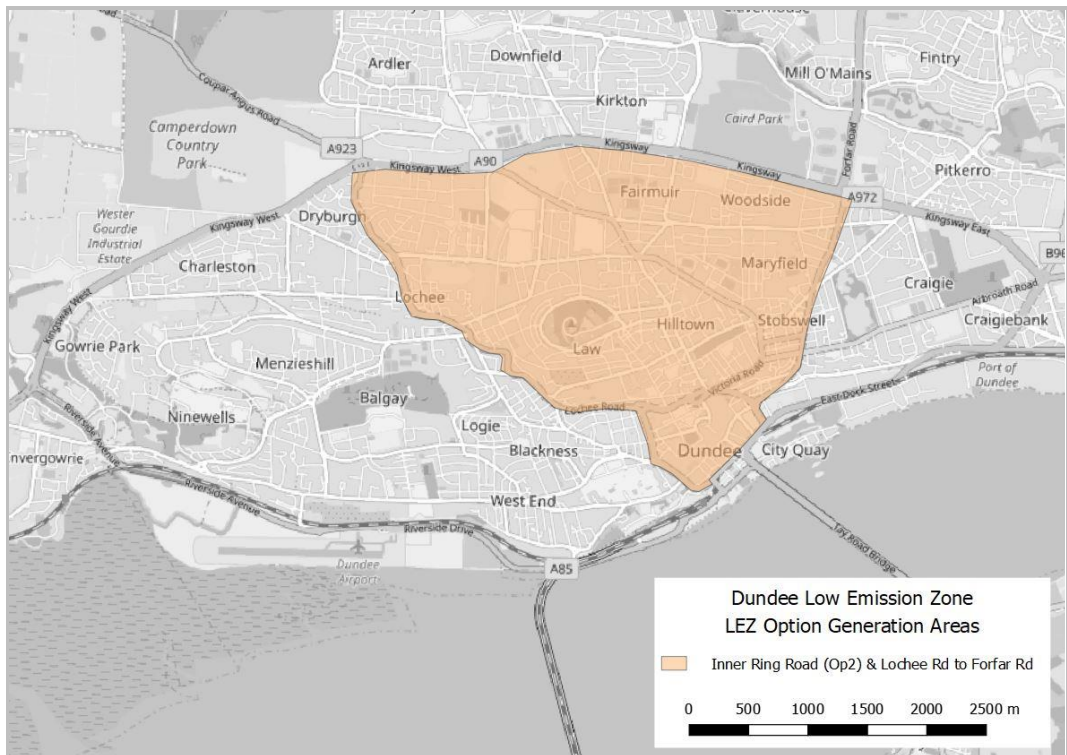 Ardler
Downfield
Mill O'Mains
Fintry
Kirkton
Coupar Angus Road
Caird Park
Camperdown
Country
Park
Forfar Road
A923
Kingsway
A90
Kingsway West
Kingsway
Pitkerro
Fairmuir
Woodside
A972
Dryburgh
Wester
Gourdie
Industrial
Estate
Kingsway West
Kingsway East
Maryfield
B96
Charleston
Craigie
Lochee
Arbroath Road
Kingsway West
Hilltown
Stobswell
Craigiebank
Gowrie Park
Law
Menzieshill
Port of
Dundee
Victoria Road
East Dock Street
Balgay
Ninewells
Lochee Road
Logie
Riverside Avenue
Blackness
Dundee
City Quay
nvergowrie
Riverside Avenue
West End
Riverside Drive
Tay Road Bridge
Dundee
Airport
A85
Dundee Low Emission Zone
LEZ Option Generation Areas
Inner Ring Road (Op2) & Lochee Rd to Forfar Rd
0 500 1000 1500 2000 2500 m